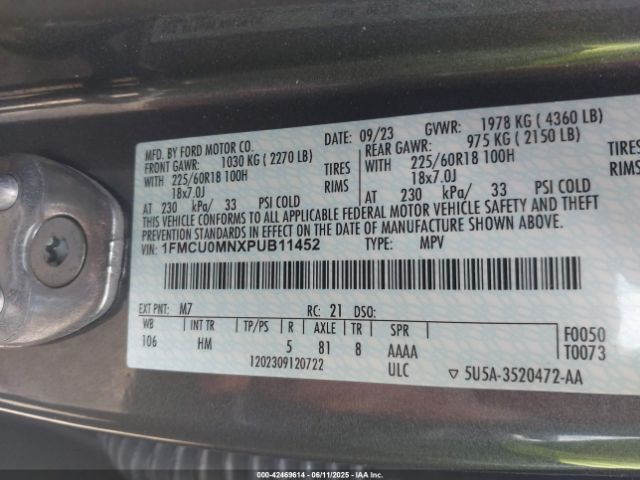 MFD. BY FORD MOTOR CO. DATE: 09/23 GVWR: 1978 KG ( 4360 LB)
FRONT GAWR: 1030 KG ( 2270 LB) REAR GAWR: 975 KG ( 2150 LB)
WITH 225/60R18 100H TIRES WITH 225/60R18 100H TIRES
18x7.0J RIMS 18x7.0J RIMS
AT 230 kPa/ 33 PSI COLD AT 230 kPa/ 33 PSI COLD
THIS VEHICLE CONFORMS TO ALL APPLICABLE FEDERAL MOTOR VEHICLE SAFETY AND THEFT
PREVENTION STANDARDS IN EFFECT ON THE DATE OF MANUFACTURE SHOWN ABOVE.
VIN: 1FMCU0MNXPUB11452 TYPE: MPV
EXT PNT: M7 RC: 21 DSO:
WB INT TR TP/PS R AXLE TR SPR F0050
106 HM 5 81 8 AAAA T0073
1202309120722 ULC ▽ 5U5A-3520472-AA
000-42469614 - 06/11/2025 - IAAI.CA